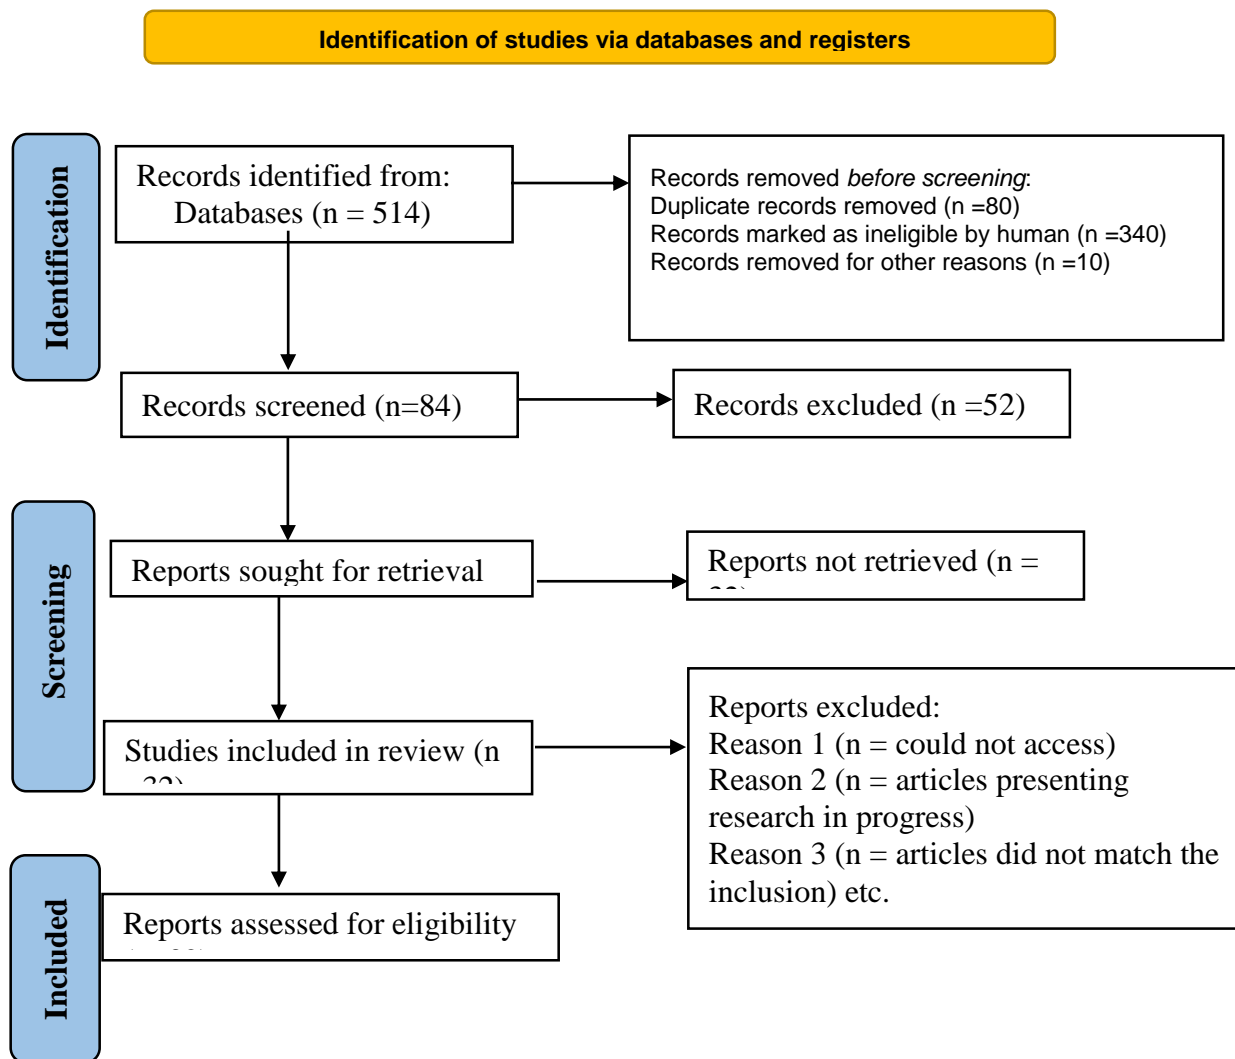 Identification of studies via databases and registers
Identification
Records identified from:
Databases (n = 514)
Records removed before screening:
Duplicate records removed (n =80)
Records marked as ineligible by human (n =340)
Records removed for other reasons (n =10)
Records screened (n=84)
Records excluded (n =52)
Screening
Reports sought for retrieval
Reports not retrieved (n =
Studies included in review (n
Reports excluded:
Reason 1 (n = could not access)
Reason 2 (n = articles presenting
research in progress)
Reason 3 (n = articles did not match the
inclusion) etc.
Included
Reports assessed for eligibility